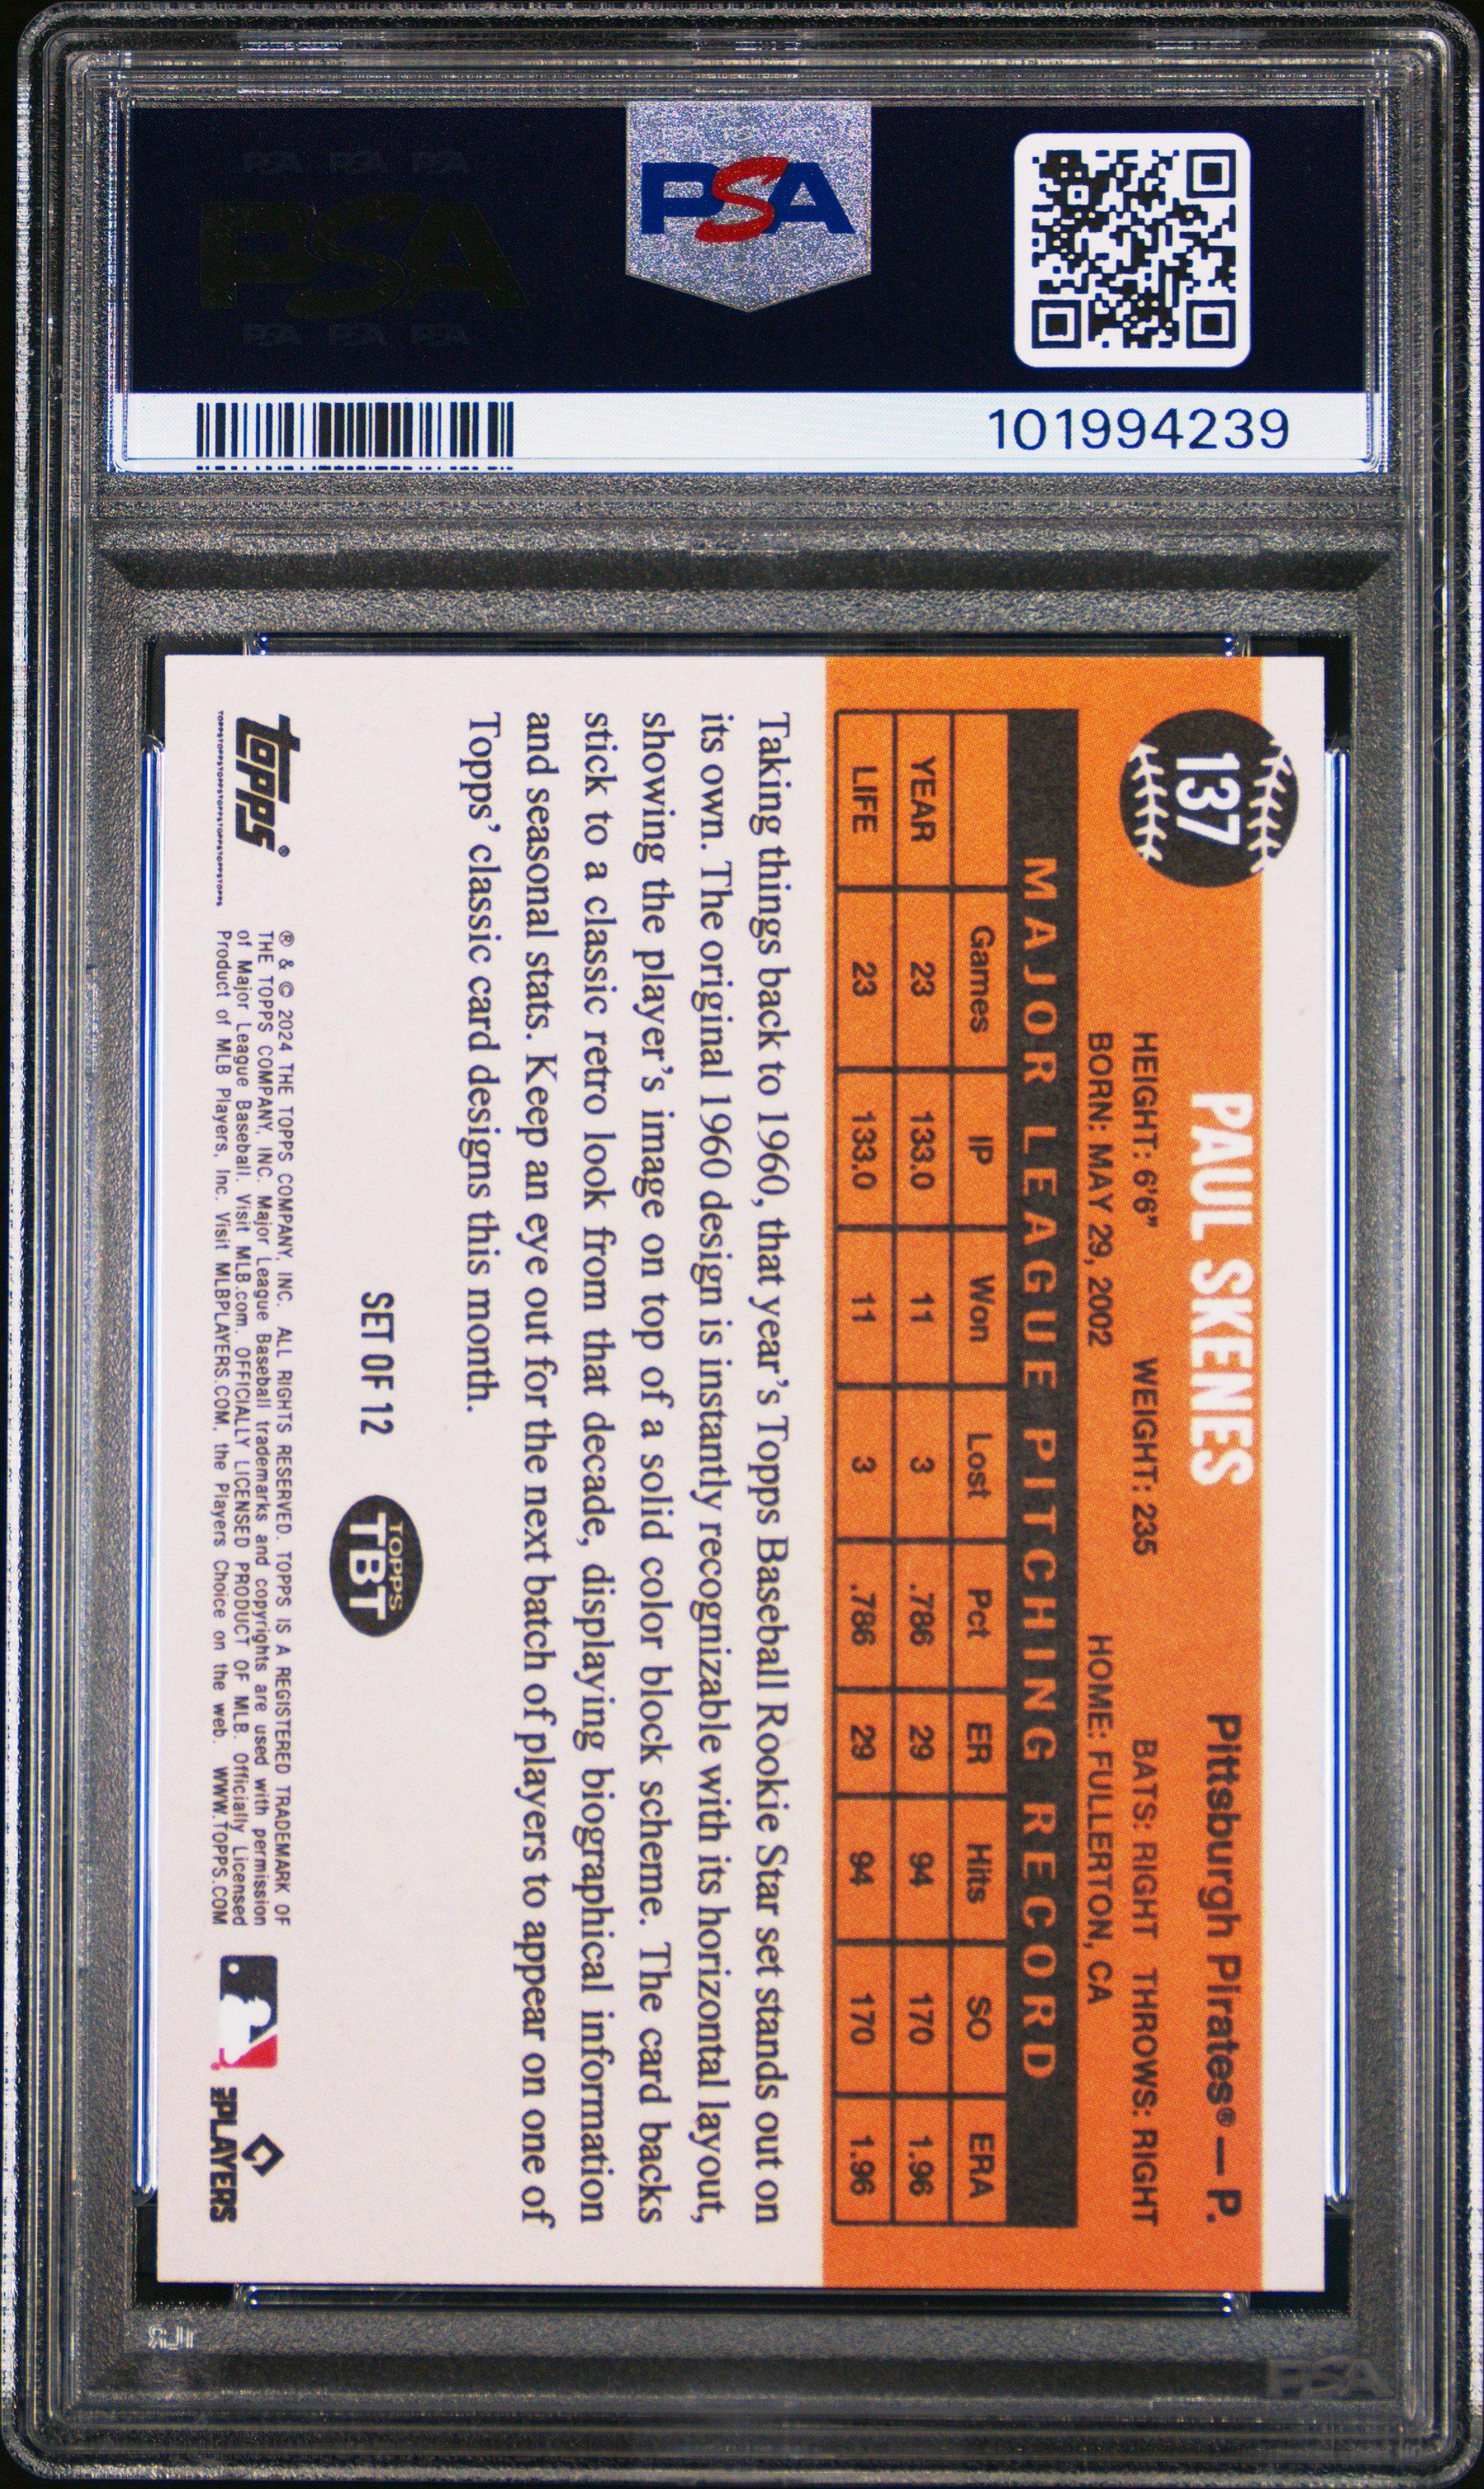 PSA
101994239
137
PAUL SKENES
Pittsburgh Pirates® — P.
HEIGHT: 6'6" WEIGHT: 235 BATS: RIGHT THROWS: RIGHT
BORN: MAY 29, 2002 HOME: FULLERTON, CA
MAJOR LEAGUE PITCHING RECORD
Games IP Won Lost Pct ER Hits SO ERA
YEAR 23 133.0 11 3 .786 29 94 170 1.96
LIFE 23 133.0 11 3 .786 29 94 170 1.96
Taking things back to 1960, that year's Topps Baseball Rookie Star set stands out on
its own. The original 1960 design is instantly recognizable with its horizontal layout,
showing the player's image on top of a solid color block scheme. The card backs
stick to a classic retro look from that decade, displaying biographical information
and seasonal stats. Keep an eye out for the next batch of players to appear on one of
Topps' classic card designs this month.
SET OF 12
TOPPS
TBT
topps®
® & © 2024 THE TOPPS COMPANY, INC. ALL RIGHTS RESERVED. TOPPS IS A REGISTERED TRADEMARK OF
THE TOPPS COMPANY, INC. Major League Baseball trademarks and copyrights are used with permission
of Major League Baseball. Visit MLB.com. OFFICIALLY LICENSED PRODUCT OF MLB. Officially Licensed
Product of MLB Players, Inc. Visit MLBPLAYERS.COM, the Players Choice on the web. WWW.TOPPS.COM
PLAYERS
PSA PSA PSA
PSA
PSA PSA PSA
PSA